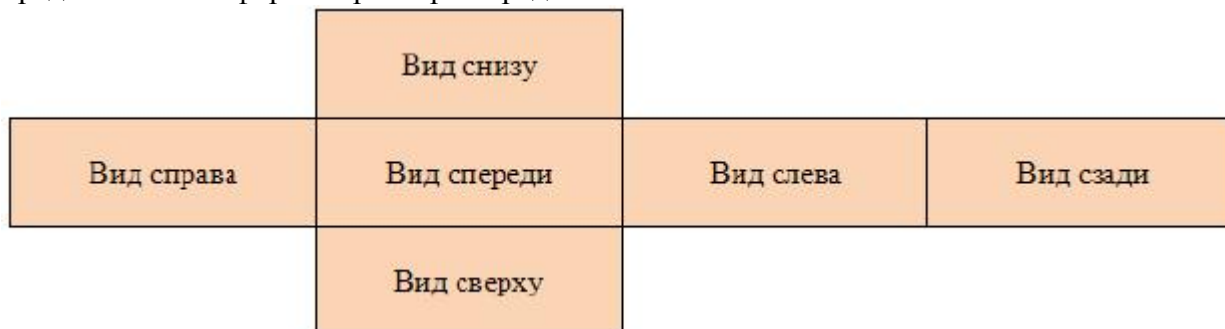 Вид снизу
Вид справа Вид спереди Вид слева Вид сзади
Вид сверху